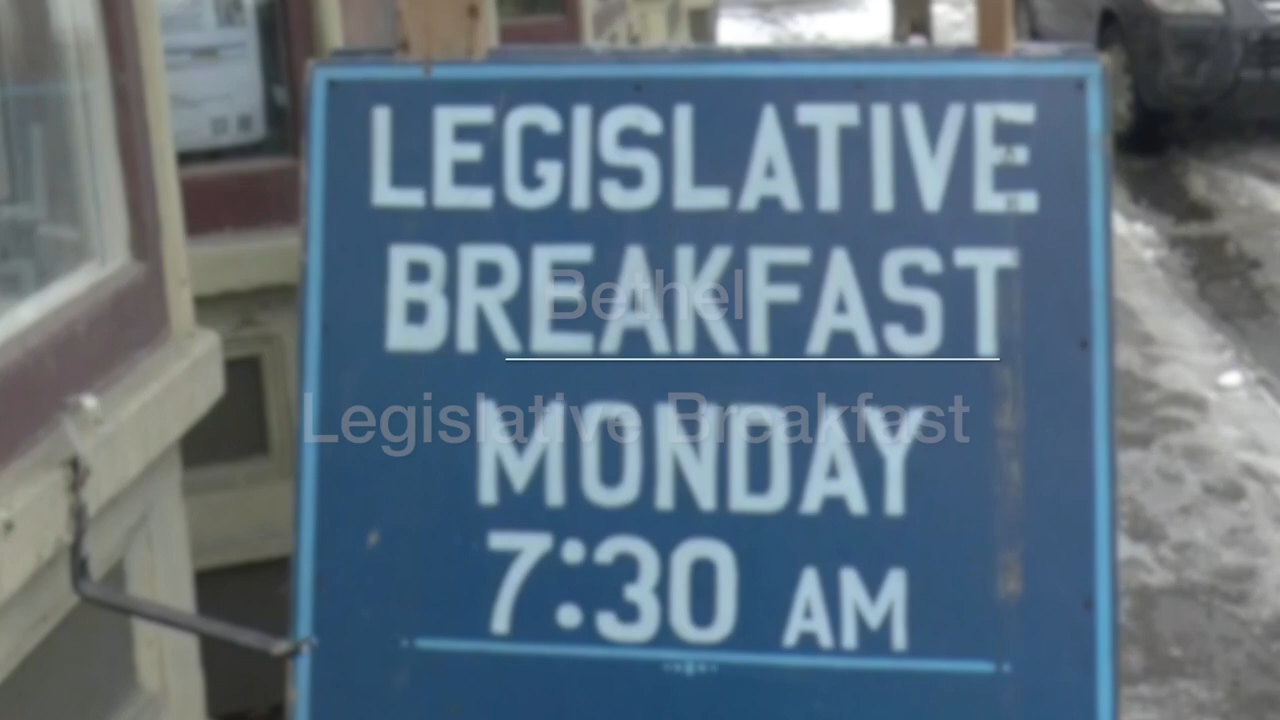 LEGISLATIVE
BREAKFAST
Bethel
Legislative Breakfast
MONDAY
7:30 AM